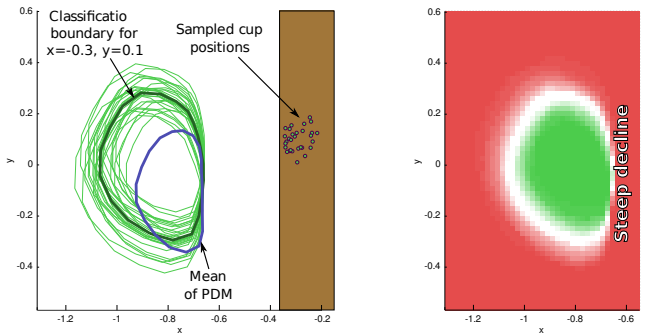 Classificatio
boundary for
x=-0.3, y=0.1
Sampled cup
positions
Mean
of PDM
0.6
0.4
0.2
0
-0.2
-0.4
y
-1.2
-1
-0.8
-0.6
-0.4
-0.2
x
Steep decline
0.6
0.4
0.2
0
-0.2
-0.4
y
-1.2
-1
-0.8
-0.6
x